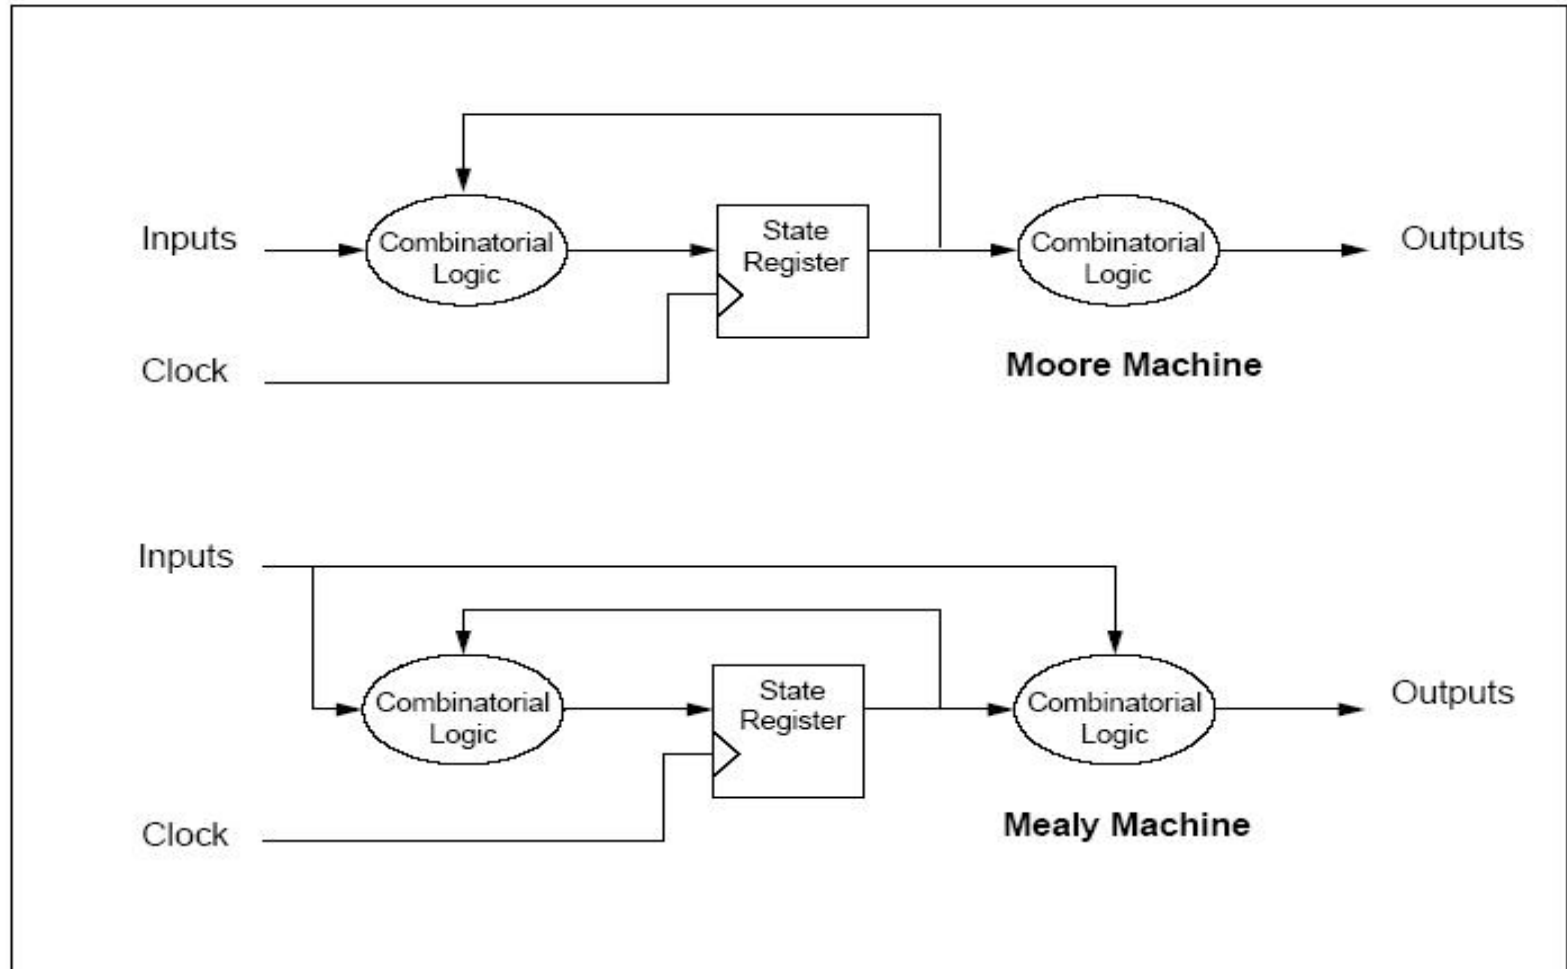 Inputs
Combinatorial
Logic
State
Register
Combinatorial
Logic
Outputs
Clock
Moore Machine
Inputs
Combinatorial
Logic
State
Register
Combinatorial
Logic
Outputs
Clock
Mealy Machine